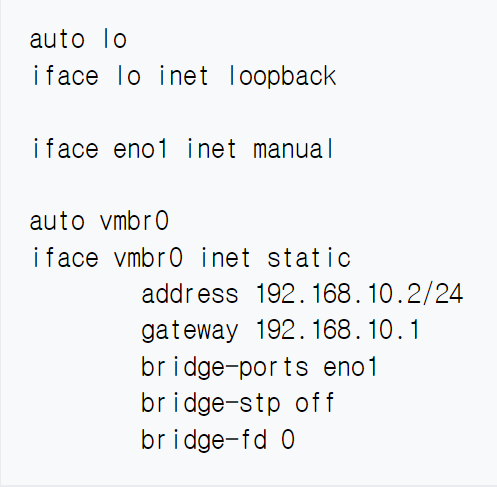 auto lo
iface lo inet loopback

iface eno1 inet manual

auto vmbr0
iface vmbr0 inet static
        address 192.168.10.2/24
        gateway 192.168.10.1
        bridge-ports eno1
        bridge-stp off
        bridge-fd 0